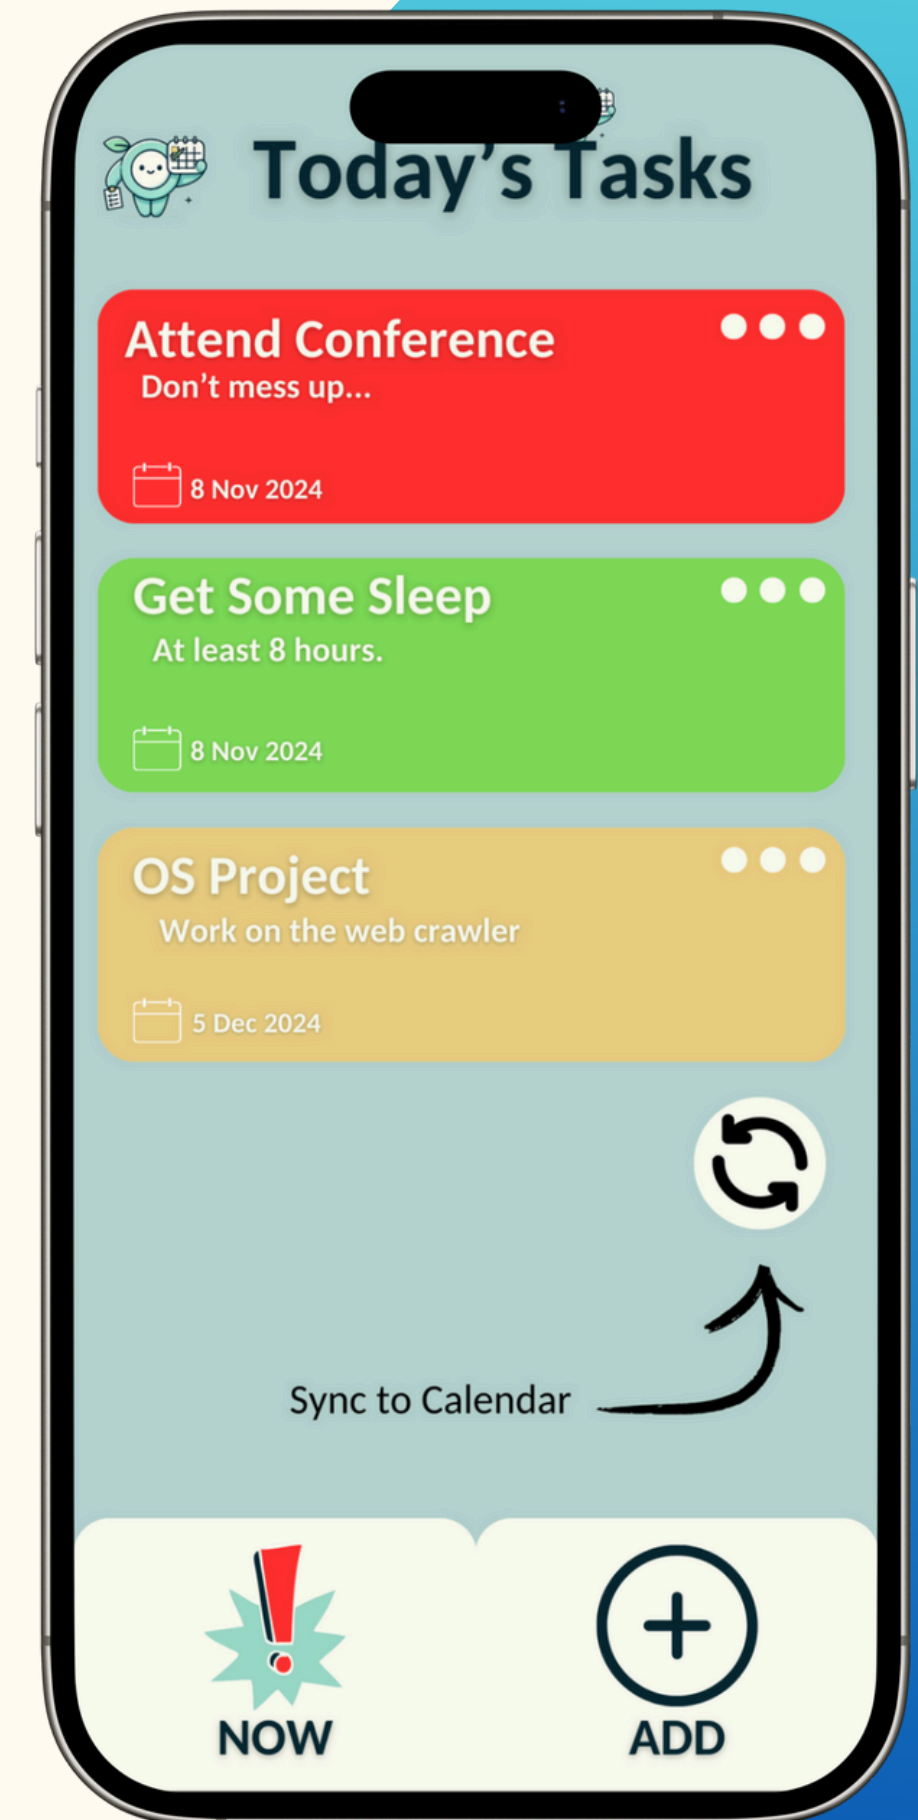 Today’s Tasks
Attend Conference
Don’t mess up...
8 Nov 2024
Get Some Sleep
At least 8 hours.
8 Nov 2024
OS Project
Work on the web crawler
5 Dec 2024
Sync to Calendar
NOW
ADD